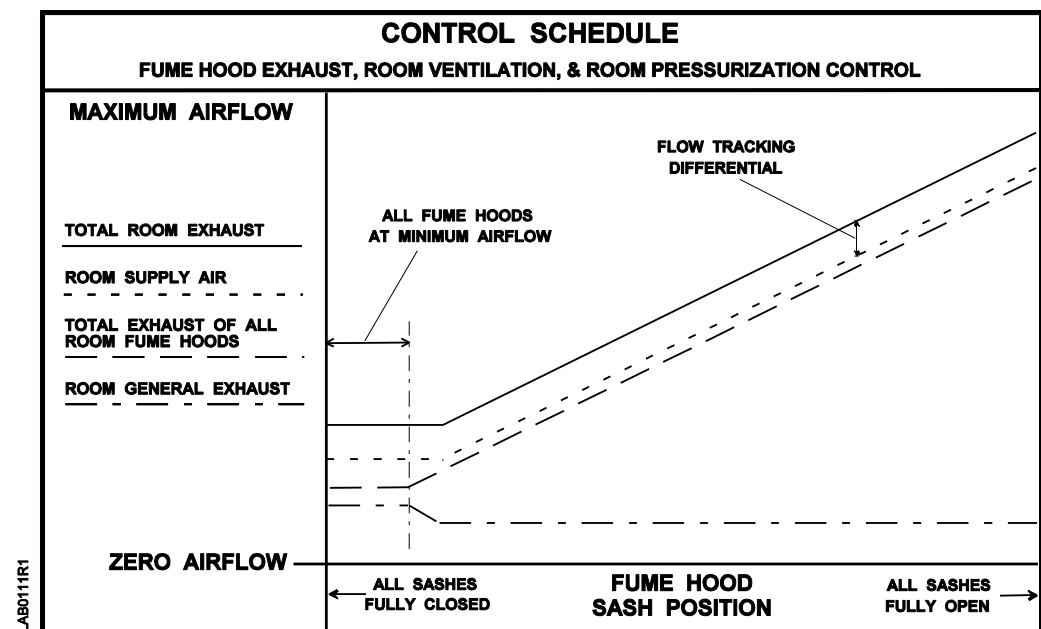 CONTROL SCHEDULE
FUME HOOD EXHAUST, ROOM VENTILATION, & ROOM PRESSURIZATION CONTROL
MAXIMUM AIRFLOW
FLOW TRACKING
DIFFERENTIAL
ALL FUME HOODS
AT MINIMUM AIRFLOW
TOTAL ROOM EXHAUST
ROOM SUPPLY AIR
TOTAL EXHAUST OF ALL
ROOM FUME HOODS
ROOM GENERAL EXHAUST
ZERO AIRFLOW
ALL SASHES
FULLY CLOSED
FUME HOOD
SASH POSITION
ALL SASHES
FULLY OPEN
LAB0111R1